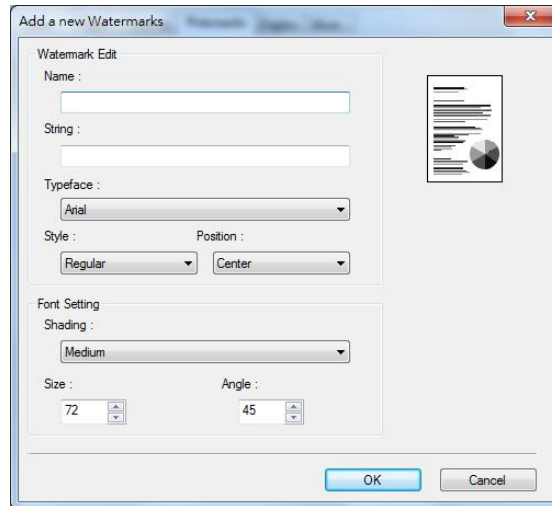 Add a new Watermarks
Watermark Edit
Name :
String :
Typeface :
Arial
Style : Position :
Regular Center
Font Setting
Shading :
Medium
Size : Angle :
72 45
OK Cancel